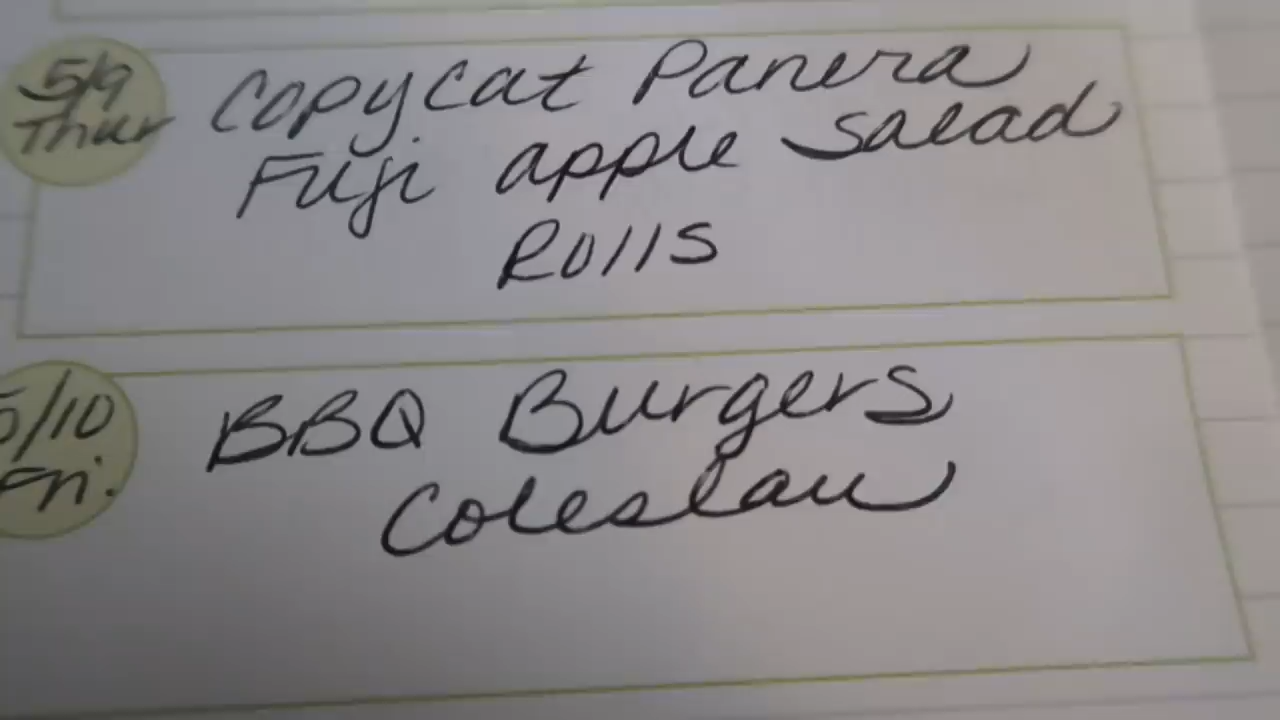 5/9
Thur
Copycat Panera
Fuji apple Salad
Rolls
5/10
Fri.
BBQ Burgers
Coleslaw